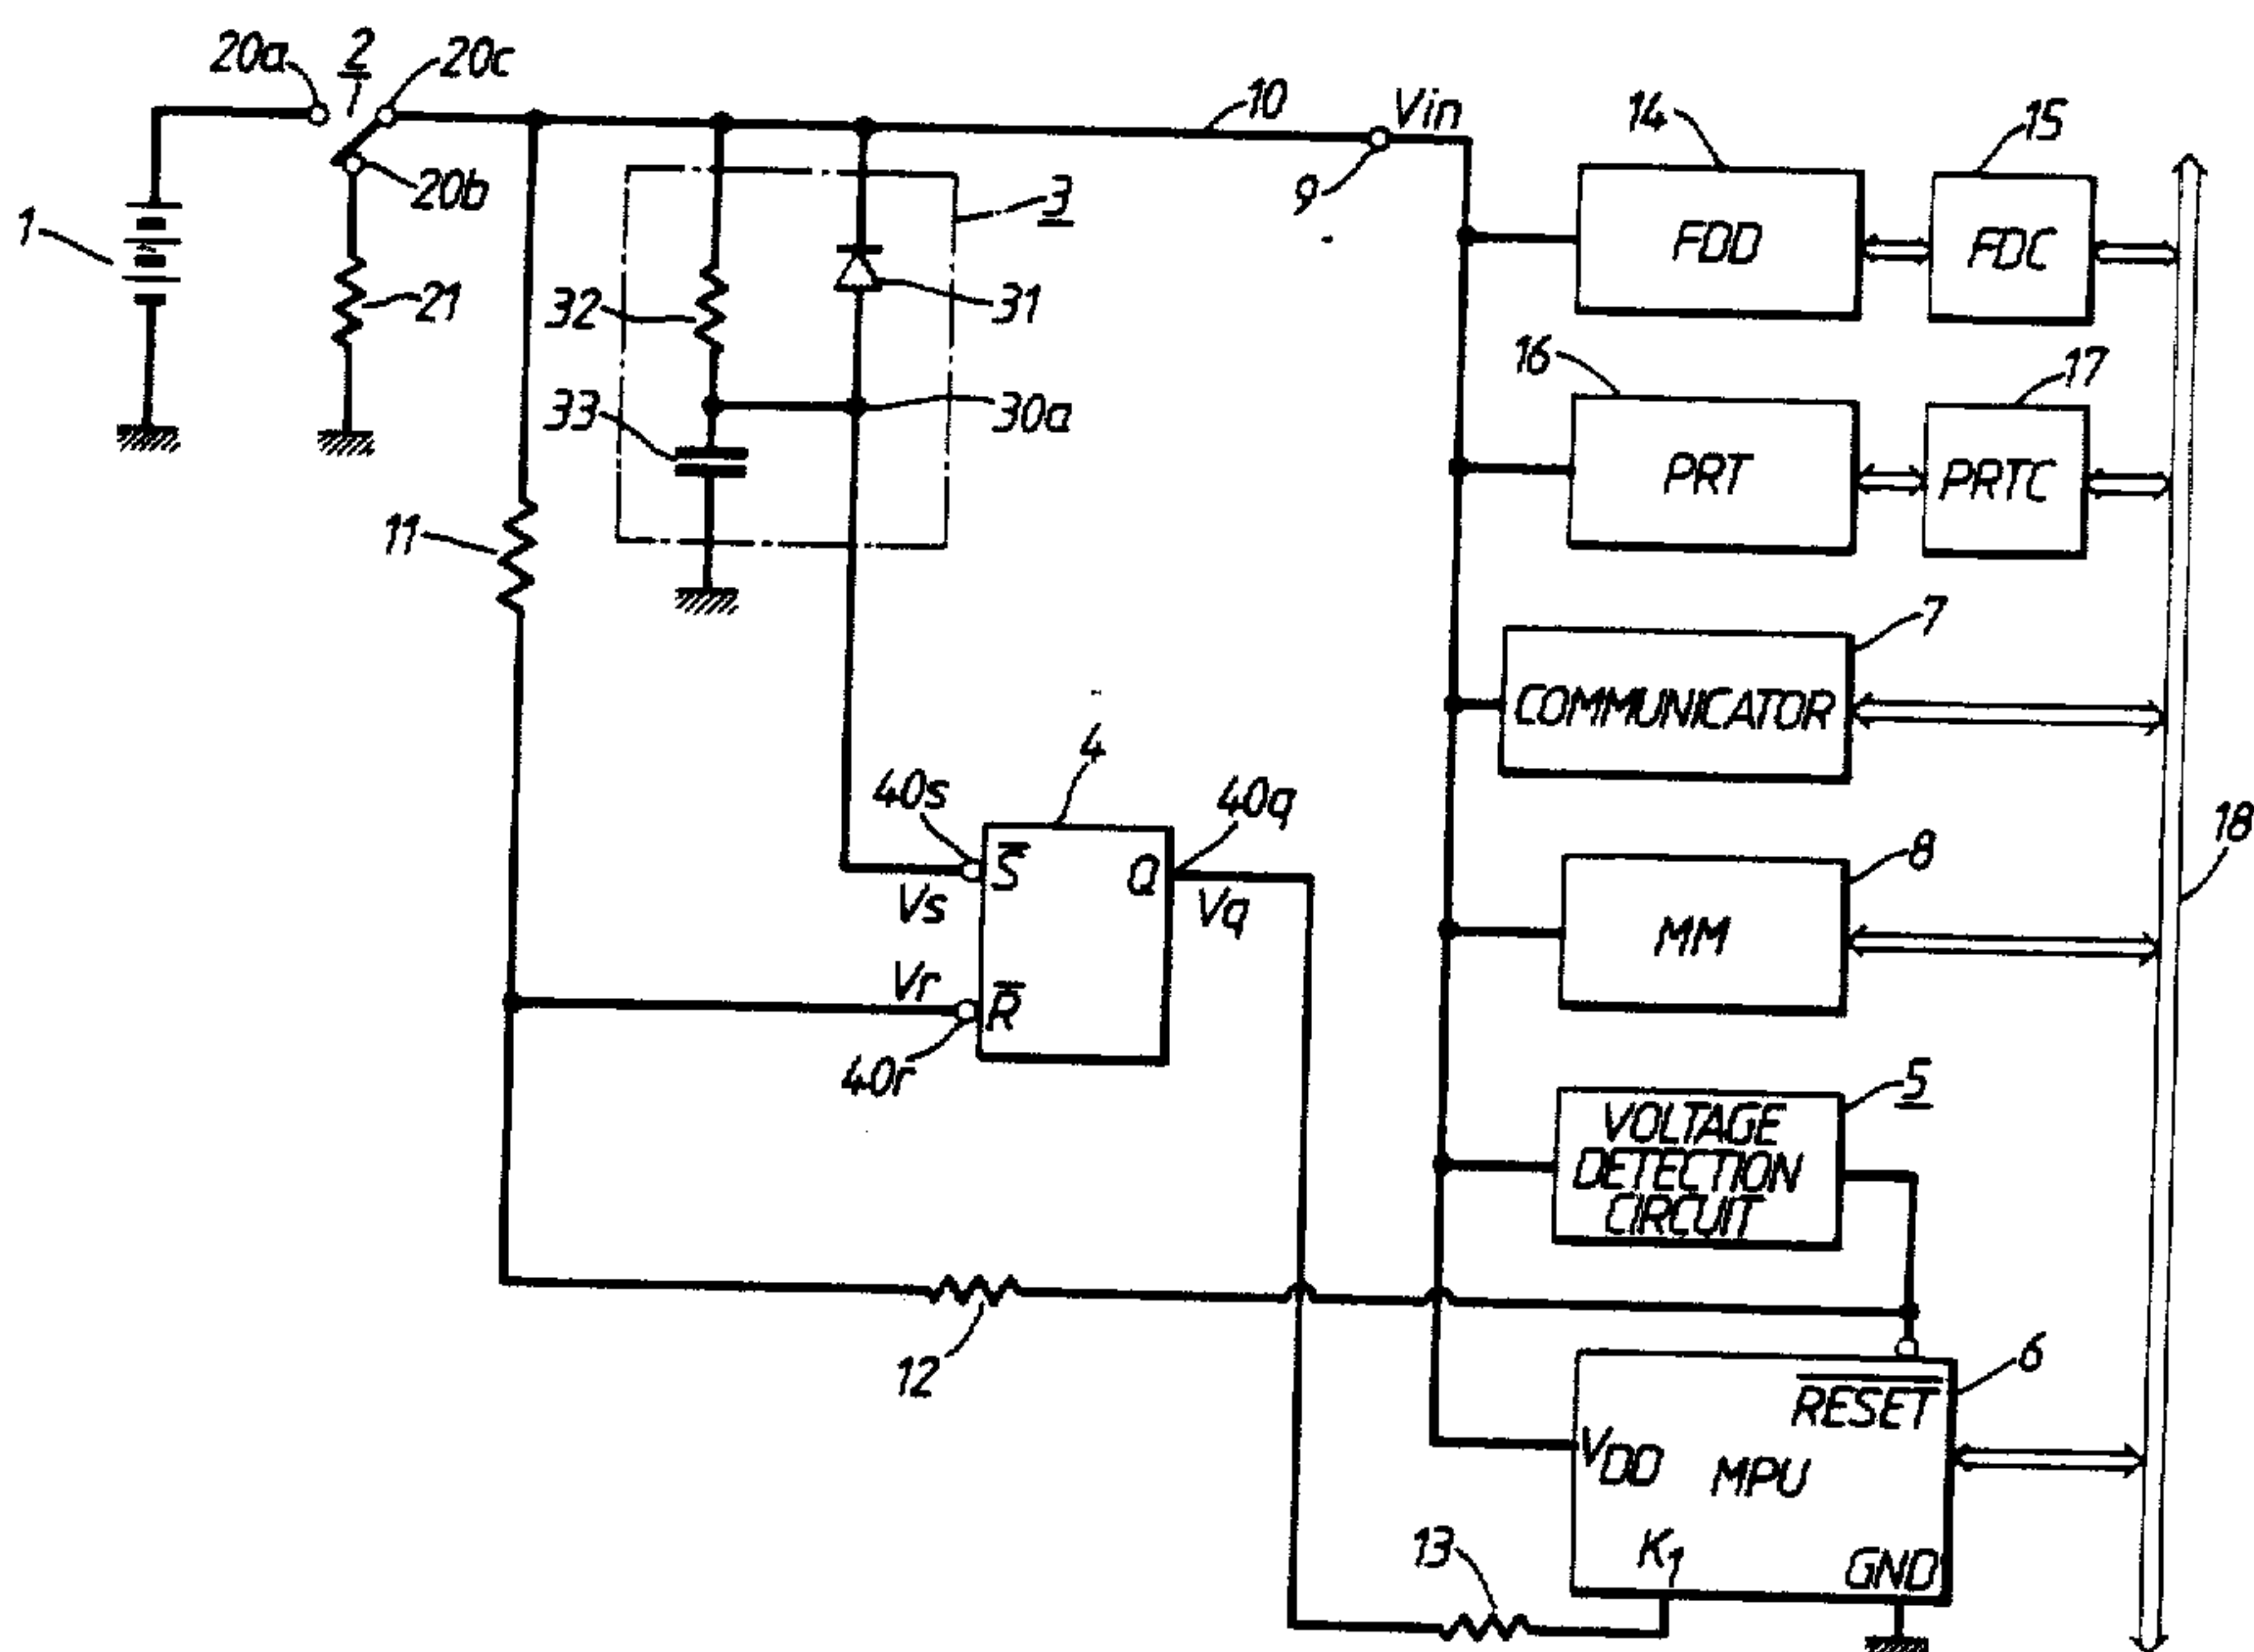 20a
2
20c
10
Vin
14
15
20b
3
9
FDD
FDC
1
21
32
31
16
17
33
30a
PRT
PRTC
11
7
COMMUNICATOR
4
40s
40q
8
18
S̅
Q
Vs
Vq
MM
Vr
R̅
40r
5
VOLTAGE
DETECTION
CIRCUIT
12
6
R̅E̅S̅E̅T̅
VDD
MPU
13
K1
GND